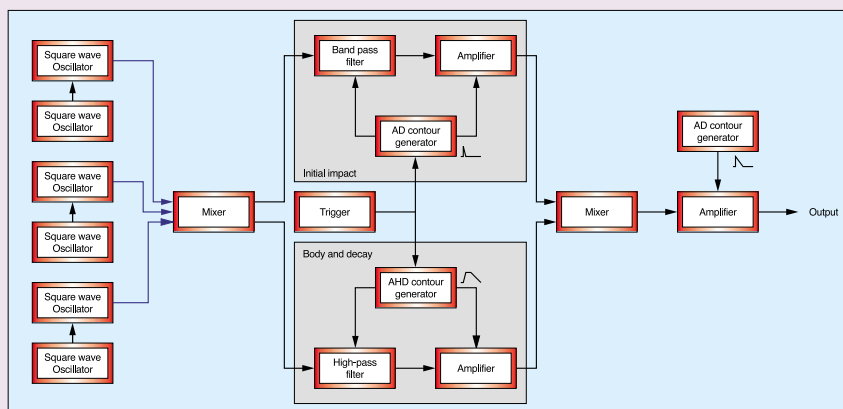 Square wave
Oscillator
Square wave
Oscillator
Square wave
Oscillator
Square wave
Oscillator
Square wave
Oscillator
Square wave
Oscillator
Mixer
Band pass
filter
Amplifier
AD contour
generator
Initial impact
Trigger
Body and decay
AHD contour
generator
High-pass
filter
Amplifier
Mixer
AD contour
generator
Amplifier
Output